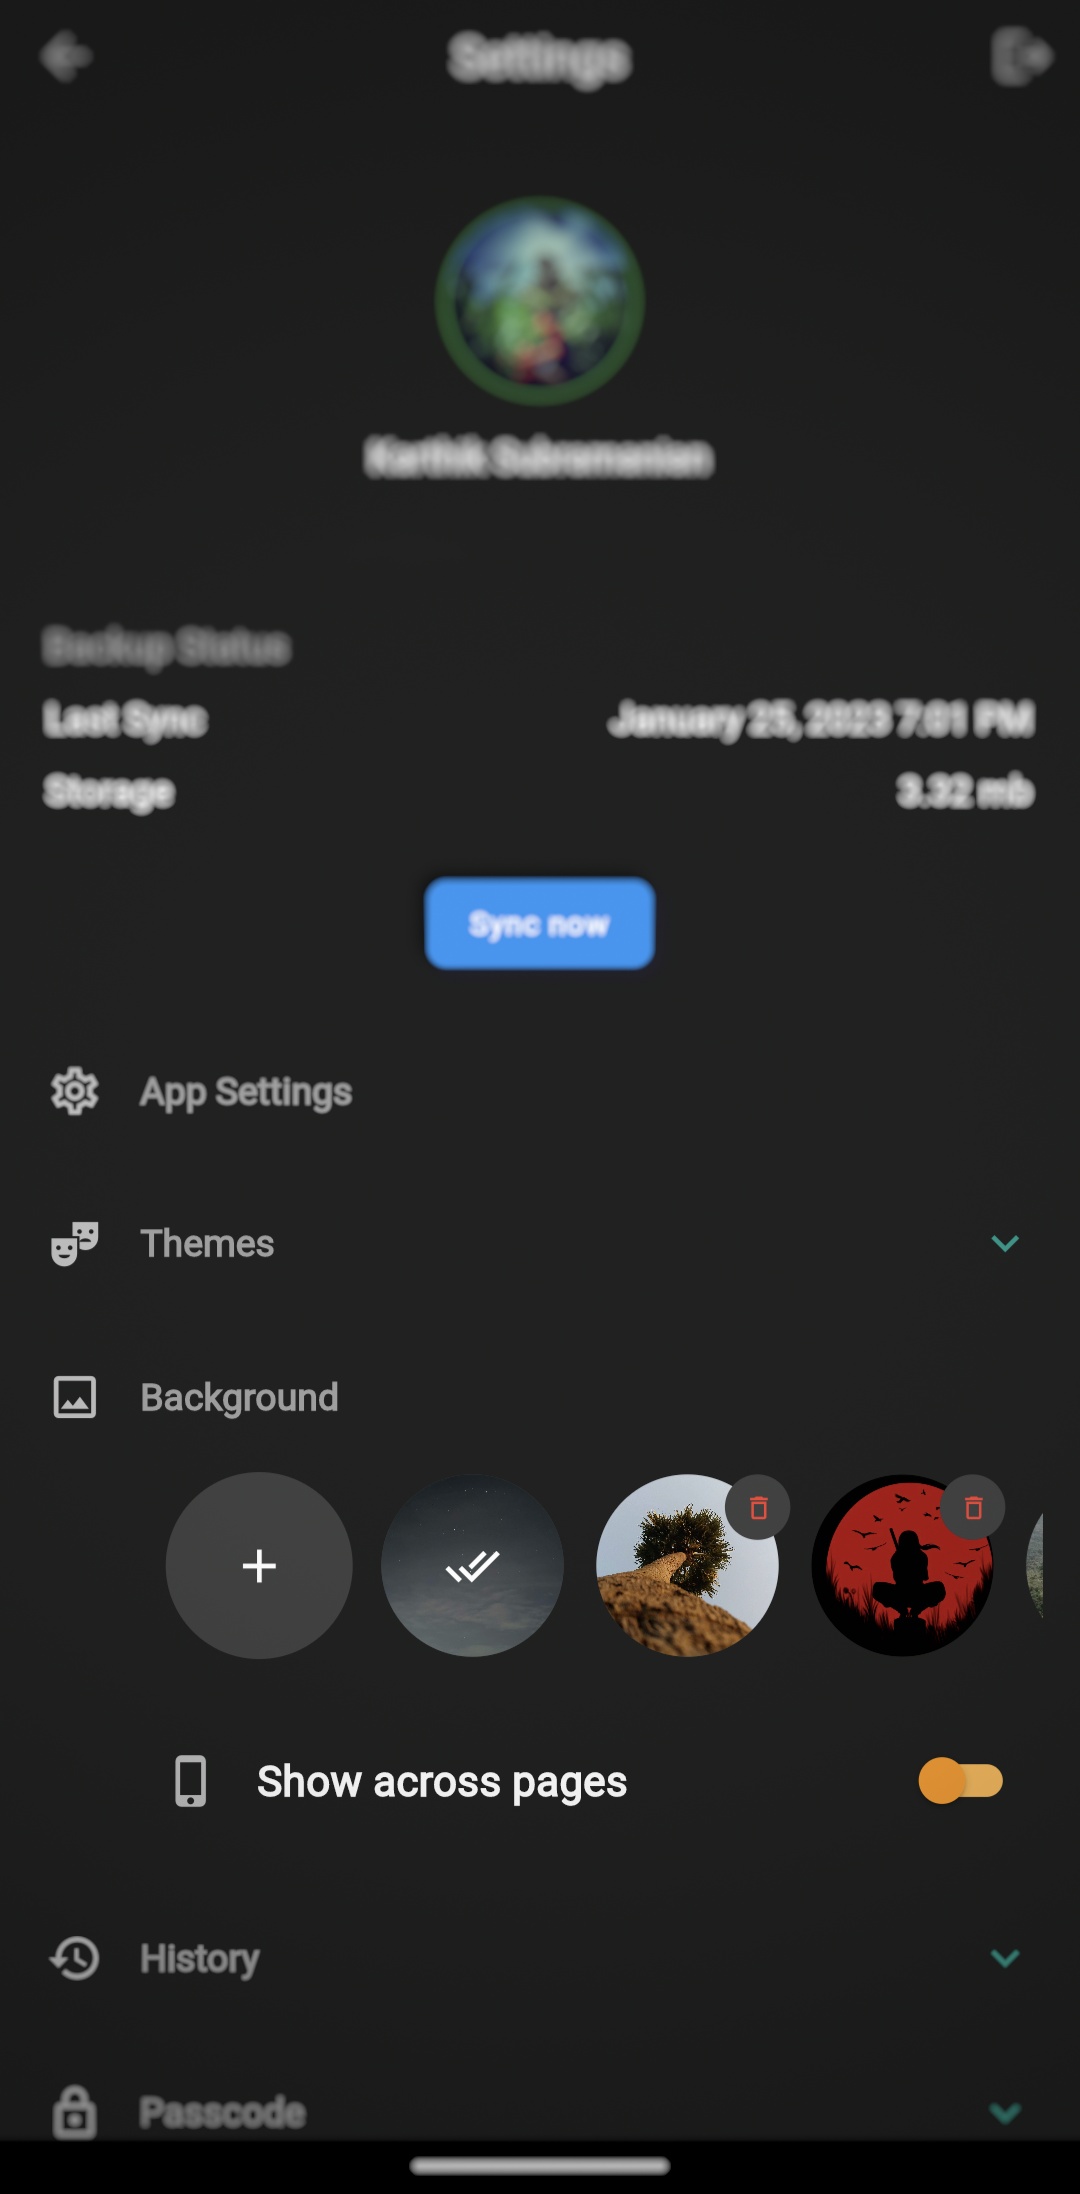 Settings
Karthik Subramanian
Backup Status
Last Sync January 25, 2023 7:01 PM
Storage 3.32 mb
Sync now
App Settings
Themes
Background
Show across pages
History
Passcode